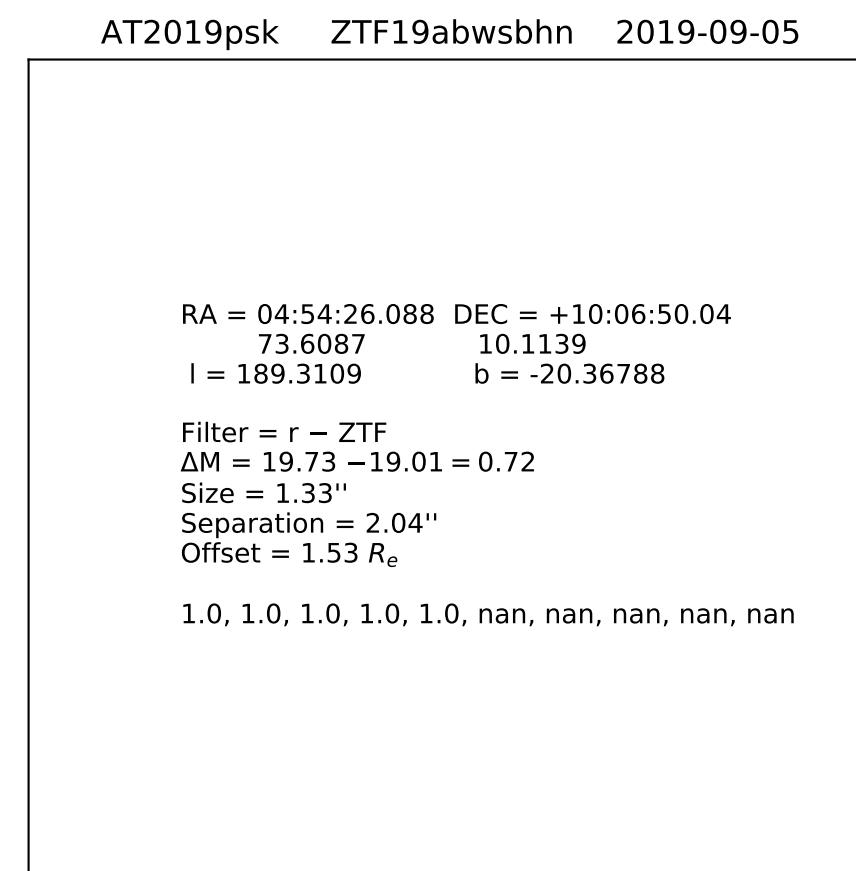 AT2019psk ZTF19abwsbhn 2019-09-05
RA = 04:54:26.088 DEC = +10:06:50.04
73.6087 10.1139
l = 189.3109 b = -20.36788
Filter = r − ZTF
ΔM = 19.73 −19.01 = 0.72
Size = 1.33''
Separation = 2.04''
Offset = 1.53 Rₑ
1.0, 1.0, 1.0, 1.0, 1.0, nan, nan, nan, nan, nan